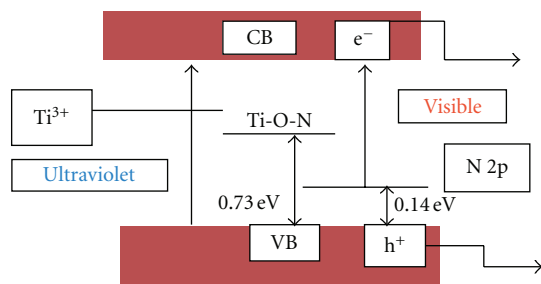 CB
e⁻
Ti³⁺
Visible
Ti-O-N
Ultraviolet
N 2p
0.73 eV
0.14 eV
VB
h⁺